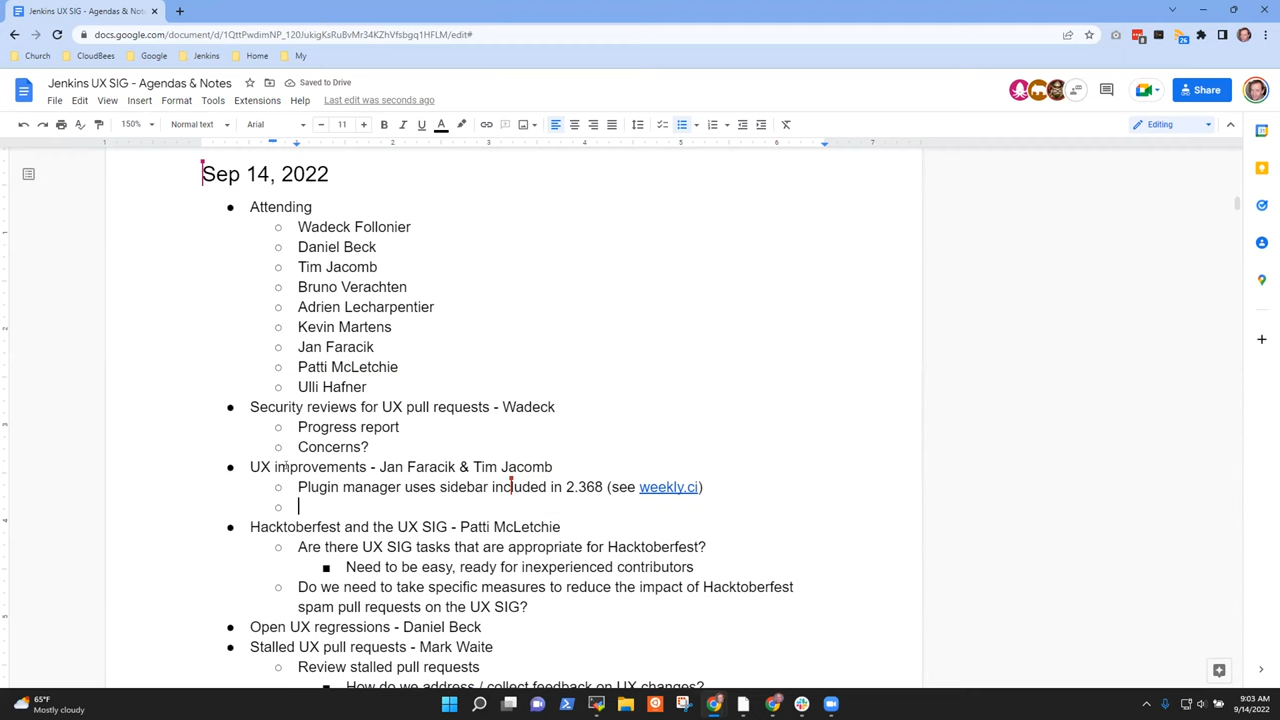 Jenkins UX SIG - Agendas & Notes
docs.google.com/document/d/1QttPwdimNP_120JukigKsRuBvMr34KZhVfsbgq1HFLM/edit#
Church CloudBees Google Jenkins Home My
Jenkins UX SIG - Agendas & Notes Saved to Drive
File Edit View Insert Format Tools Extensions Help Last edit was seconds ago
Share
150% Normal text Arial 11 Editing
1 1 2 3 4 5 6 7
Sep 14, 2022
Attending
Wadeck Follonier
Daniel Beck
Tim Jacomb
Bruno Verachten
Adrien Lecharpentier
Kevin Martens
Jan Faracik
Patti McLetchie
Ulli Hafner
Security reviews for UX pull requests - Wadeck
Progress report
Concerns?
UX improvements - Jan Faracik & Tim Jacomb
Plugin manager uses sidebar included in 2.368 (see weekly.ci)
Hacktoberfest and the UX SIG - Patti McLetchie
Are there UX SIG tasks that are appropriate for Hacktoberfest?
Need to be easy, ready for inexperienced contributors
Do we need to take specific measures to reduce the impact of Hacktoberfest
spam pull requests on the UX SIG?
Open UX regressions - Daniel Beck
Stalled UX pull requests - Mark Waite
Review stalled pull requests
How do we address / collect feedback on UX changes?
65°F
Mostly cloudy
9:03 AM
9/14/2022